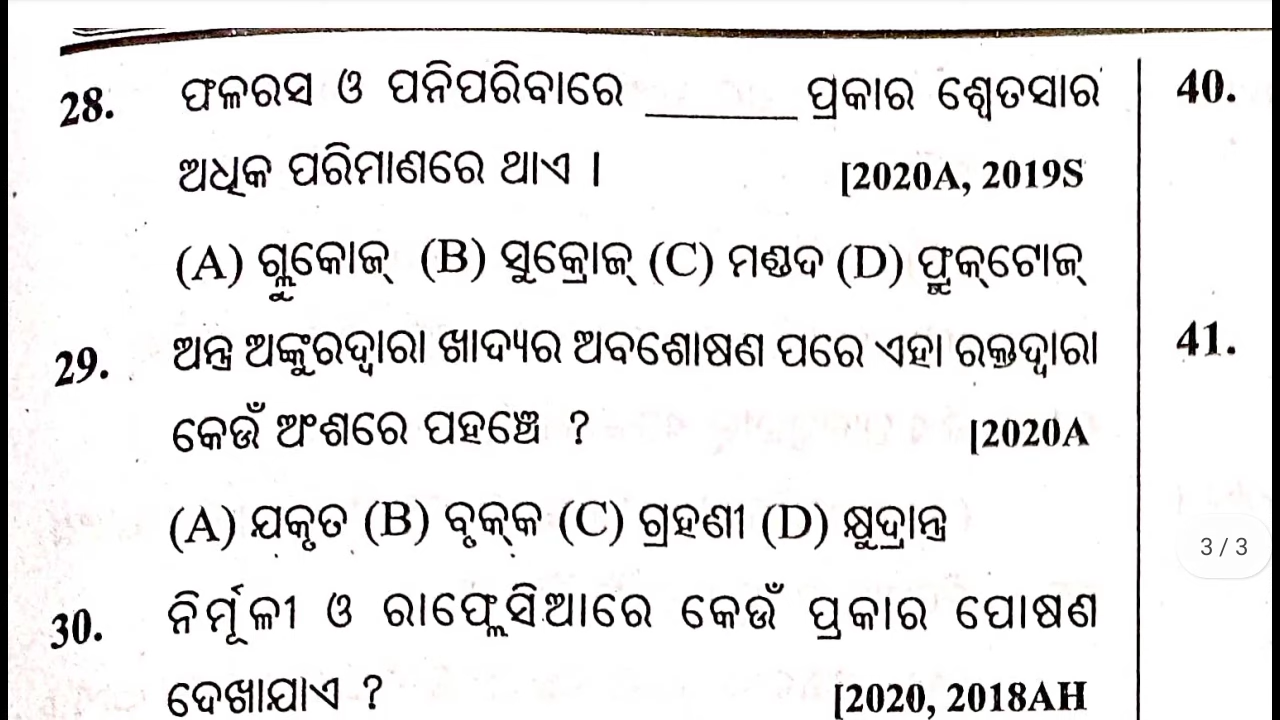 28. ଫଳରସ ଓ ପନିପରିବାରେ ________ ପ୍ରକାର ଶ୍ୱେତସାର
ଅଧିକ ପରିମାଣରେ ଥାଏ । [2020A, 2019S
(A) ଗ୍ଲୁକୋଜ୍ (B) ସୁକ୍ରୋଜ୍ (C) ମଣ୍ଡଦ (D) ଫ୍ରୁକ୍‌ଟୋଜ୍
29. ଅନ୍ତ୍ର ଅଙ୍କୁରଦ୍ୱାରା ଖାଦ୍ୟର ଅବଶୋଷଣ ପରେ ଏହା ରକ୍ତଦ୍ୱାରା
କେଉଁ ଅଂଶରେ ପହଞ୍ଚେ ? [2020A
(A) ଯକୃତ (B) ବୃକ୍‌କ (C) ଗ୍ରହଣୀ (D) କ୍ଷୁଦ୍ରାନ୍ତ୍ର
30. ନିର୍ମୂଳୀ ଓ ରାଫ୍ଲେସିଆରେ କେଉଁ ପ୍ରକାର ପୋଷଣ
ଦେଖାଯାଏ ? [2020, 2018AH
40.
41.
3 / 3